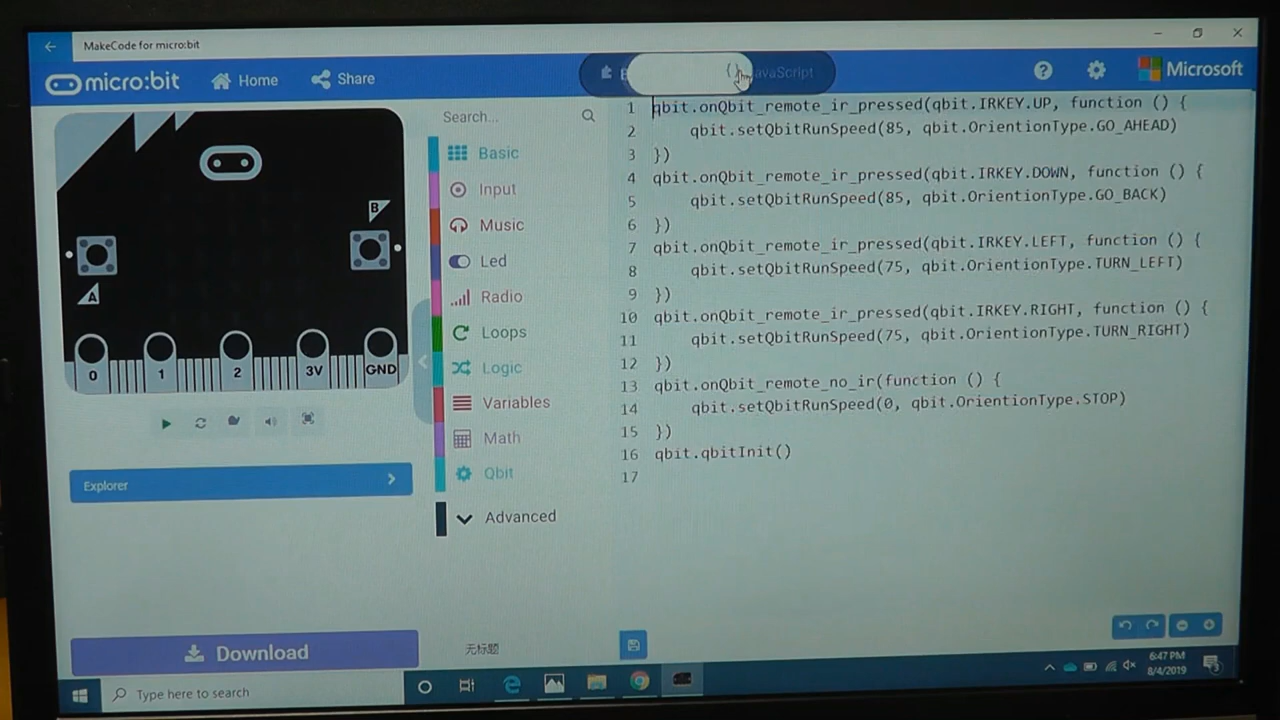 MakeCode for micro:bit
micro:bit
Home
Share
{}
JavaScript
Microsoft
Search...
Basic
Input
Music
Led
Radio
Loops
Logic
Variables
Math
Qbit
Advanced
B
A
0
1
2
3V
GND
Explorer
Download
1 qbit.onQbit_remote_ir_pressed(qbit.IRKEY.UP, function () {
2 qbit.setQbitRunSpeed(85, qbit.OrientionType.GO_AHEAD)
3 })
4 qbit.onQbit_remote_ir_pressed(qbit.IRKEY.DOWN, function () {
5 qbit.setQbitRunSpeed(85, qbit.OrientionType.GO_BACK)
6 })
7 qbit.onQbit_remote_ir_pressed(qbit.IRKEY.LEFT, function () {
8 qbit.setQbitRunSpeed(75, qbit.OrientionType.TURN_LEFT)
9 })
10 qbit.onQbit_remote_ir_pressed(qbit.IRKEY.RIGHT, function () {
11 qbit.setQbitRunSpeed(75, qbit.OrientionType.TURN_RIGHT)
12 })
13 qbit.onQbit_remote_no_ir(function () {
14 qbit.setQbitRunSpeed(0, qbit.OrientionType.STOP)
15 })
16 qbit.qbitInit()
17
无标题
Type here to search
6:47 PM
8/4/2019
3